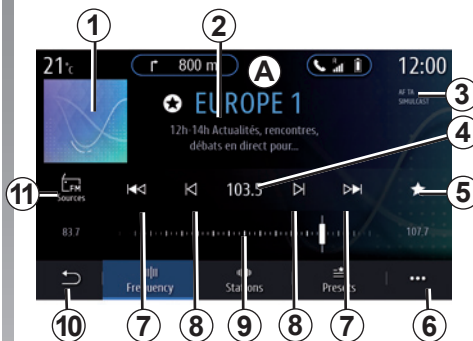 1
2
21°c
800 m
A
12:00
3
AF TA
SIMULCAST
EUROPE 1
12h-14h Actualités, rencontres,
débats en direct pour...
4
11
FM
Sources
103.5
5
83.7
107.7
Frequency
Stations
Presets
•••
10
7
8
9
8
7
6